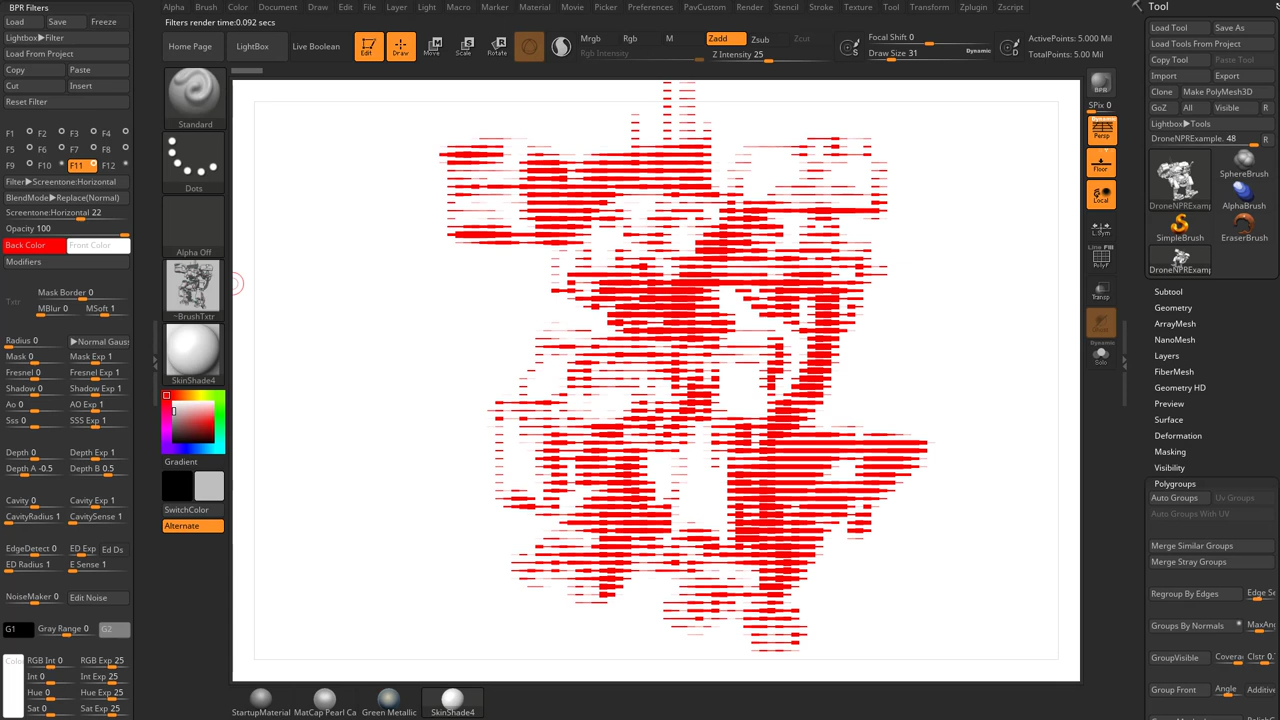 BPR Filters
Alpha Brush Color Document Draw Edit File Layer Light Macro Marker Material Movie Picker Preferences PavCustom Render Stencil Stroke Texture Tool Transform Zplugin Zscript
Tool
Load Save Freeze
Filters render time:0.092 secs
Lightbox▶Filter
Load From Project
Copy Paste
Cut Insert
Reset Filter
Home Page LightBox Live Boolean Edit Draw Move Scale Rotate
Mrgb Rgb M Zadd Zsub Zcut
Rgb Intensity Z Intensity 25
Focal Shift 0
Draw Size 31 Dynamic
ActivePoints: 5.000 Mil
TotalPoints: 5.00 Mil
S
D
Load Tool Save As
Load Tools From Project
Copy Tool Paste Tool
Import Export
Clone Make PolyMesh3D
GoZ All Visible R
Lightbox▶Tools
DroneNPRExample. 48 R
DroneNPRExamp SphereBrush
AlphaBrush
SimpleBrush EraserBrush
DroneNPRExamp
Subtool
Geometry
ArrayMesh
NanoMesh
Layers
FiberMesh
Geometry HD
Preview
Surface
Deformation
Masking
Visibility
Polygroups
Auto Groups Uv Groups
Auto Groups With UV
Merge Similar Groups
Merge Stray Groups
Regroup By Edges Edge Se
Groups By Normals MaxAn
GroupVisible Covera Clstr 0.
Group Front Angle Additive
BPR
SPix 0
Dynamic
Persp
Floor
Local
L.Sym
Line Fill
PolyF
Transp
Dynamic
Solo
F1 F2 F3 F4
F6 F7 F8
F10 F11 F12
Filter▶Screentone:Horizonta
Screentone:Horizontal 22
Opacity 100
Back Color Front Color
Modifiers
Mask Border 0
Txtr MBlur 0 MSoft 1
Radius 0 ▶Normal Gauss
Mask 0 Mask Exp 1
Fresnel 0 Fresnel Exp 1
Shadow 0
Ao 0 AO Exp 1
Sss 0 SSS Exp 1
Depth 0 Depth Exp 1
Depth A -0.5 Depth B 0.5
Cavity 0 Cavity Exp 1
CavityRadius 1 CavitySense 1
EdgeDetect 0 ED Exp Ed Ds
ED Radius 1 E Sense 1
NoiseMaker 0 Edit Noise
G1 Gray Range 0 G2
Color RGB Int 0 RGB Exp 25
Int 0 Int Exp 25
Hue 0 Hue Exp 25
Sat 0 Sat Exp 25
Standard
Dots
Alpha Off
~BrushTxtr
SkinShade4
Gradient
SwitchColor
Alternate
StartupMaterial MatCap Pearl Ca Green Metallic SkinShade4